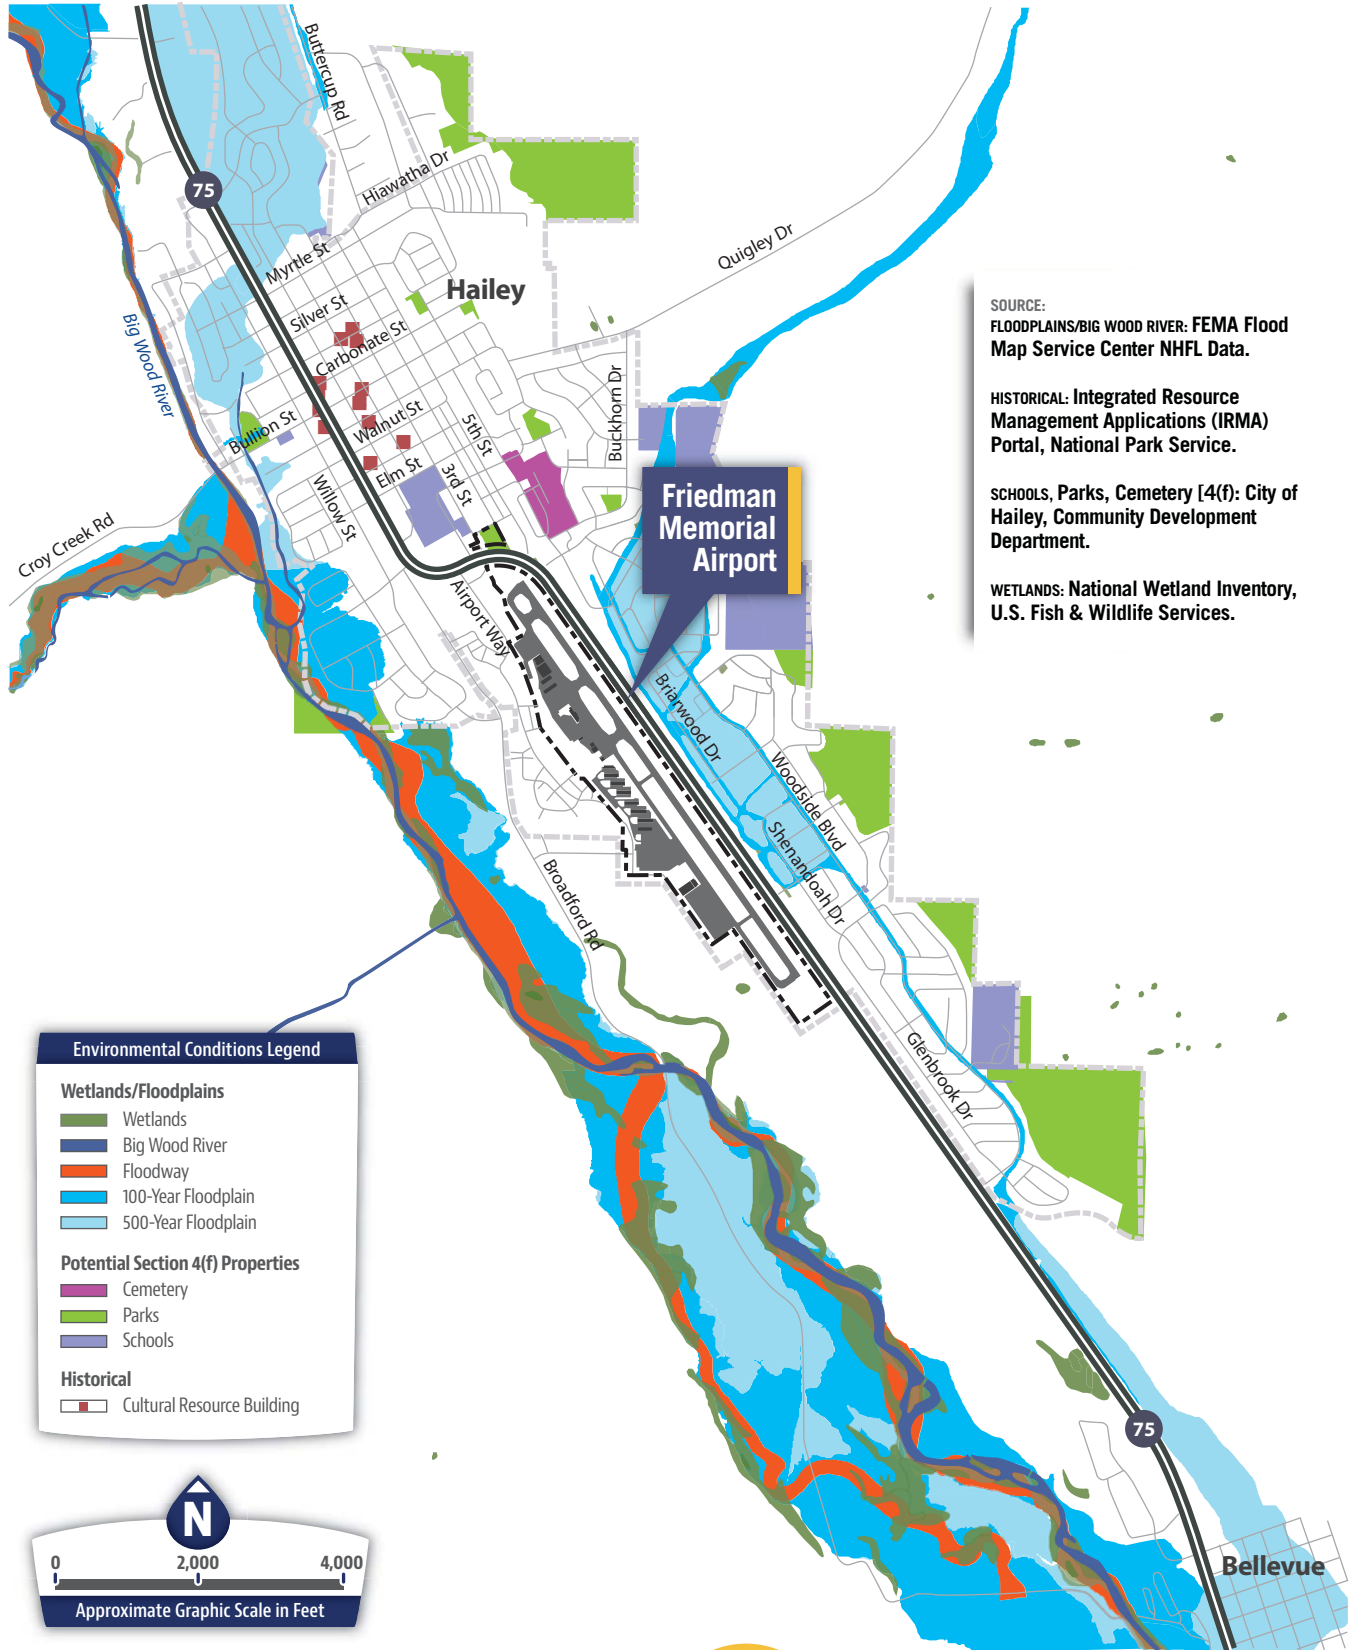 Buttercup Rd
75
Hiawatha Dr
Myrtle St
Quigley Dr
Hailey
Silver St
Carbonate St
Big Wood River
Bullion St
Walnut St
5th St
Buckhorn Dr
Elm St
3rd St
Willow St
Croy Creek Rd
Airport Way
Friedman
Memorial
Airport
Briarwood Dr
Woodside Blvd
Shenandoah Dr
Broadford Rd
Glenbrook Dr
75
Bellevue
SOURCE:
FLOODPLAINS/BIG WOOD RIVER: FEMA Flood
Map Service Center NHFL Data.
HISTORICAL: Integrated Resource
Management Applications (IRMA)
Portal, National Park Service.
SCHOOLS, Parks, Cemetery [4(f): City of
Hailey, Community Development
Department.
WETLANDS: National Wetland Inventory,
U.S. Fish & Wildlife Services.
Environmental Conditions Legend
Wetlands/Floodplains
Wetlands
Big Wood River
Floodway
100-Year Floodplain
500-Year Floodplain
Potential Section 4(f) Properties
Cemetery
Parks
Schools
Historical
Cultural Resource Building
N
0 2,000 4,000
Approximate Graphic Scale in Feet